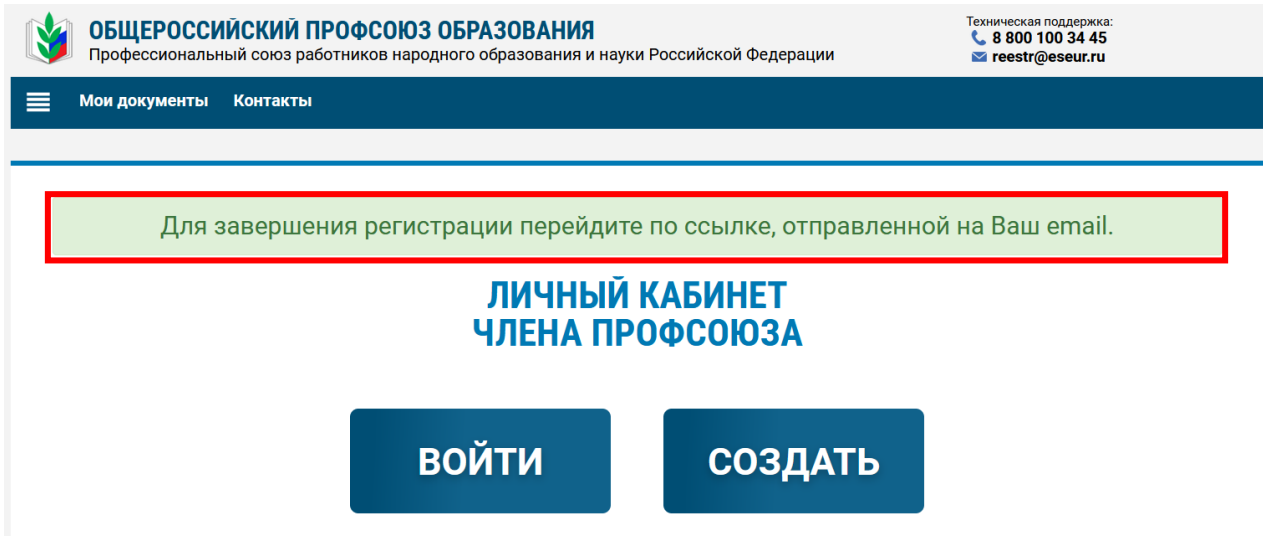 ОБЩЕРОССИЙСКИЙ ПРОФСОЮЗ ОБРАЗОВАНИЯ
Профессиональный союз работников народного образования и науки Российской Федерации
Техническая поддержка:
8 800 100 34 45
reestr@eseur.ru
Мои документы Контакты
Для завершения регистрации перейдите по ссылке, отправленной на Ваш email.
ЛИЧНЫЙ КАБИНЕТ
ЧЛЕНА ПРОФСОЮЗА
ВОЙТИ СОЗДАТЬ